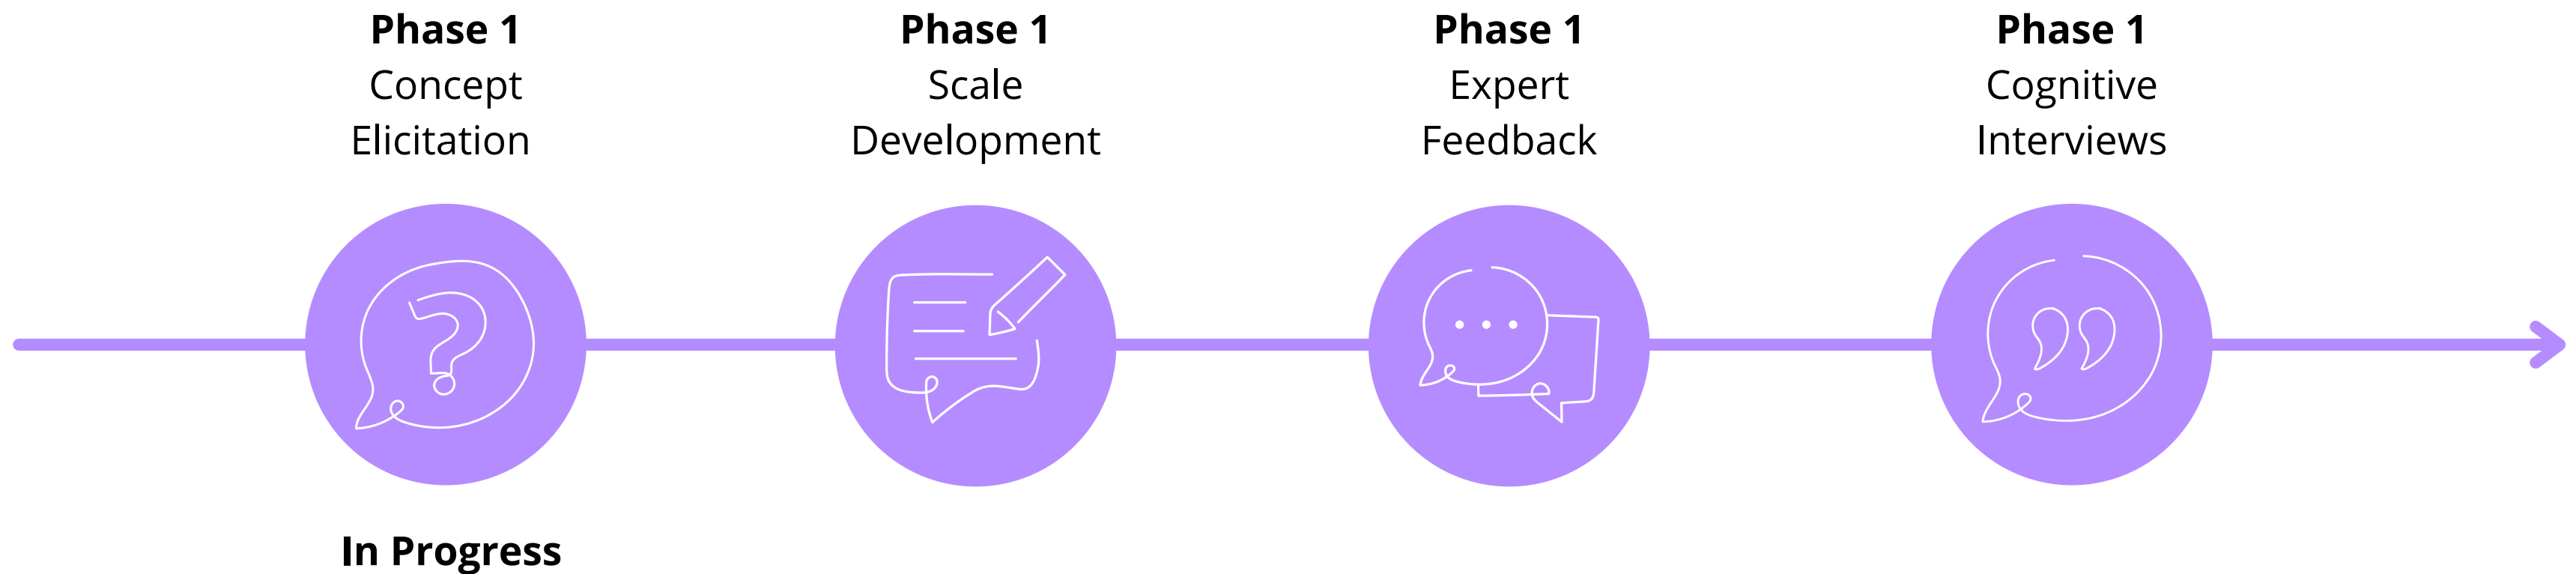 Phase 1
Concept
Elicitation
Phase 1
Scale
Development
Phase 1
Expert
Feedback
Phase 1
Cognitive
Interviews
In Progress